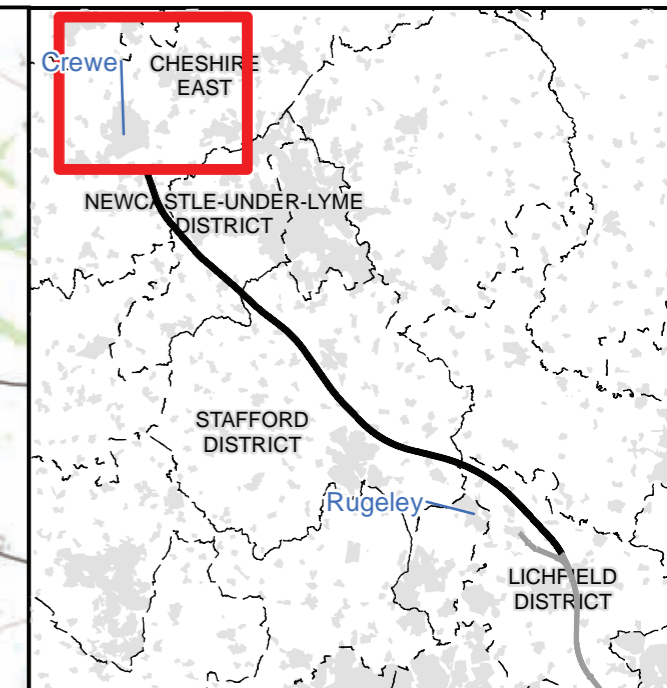 Crewe
CHESHIRE
EAST
NEWCASTLE-UNDER-LYME
DISTRICT
STAFFORD
DISTRICT
Rugeley
LICHFIELD
DISTRICT